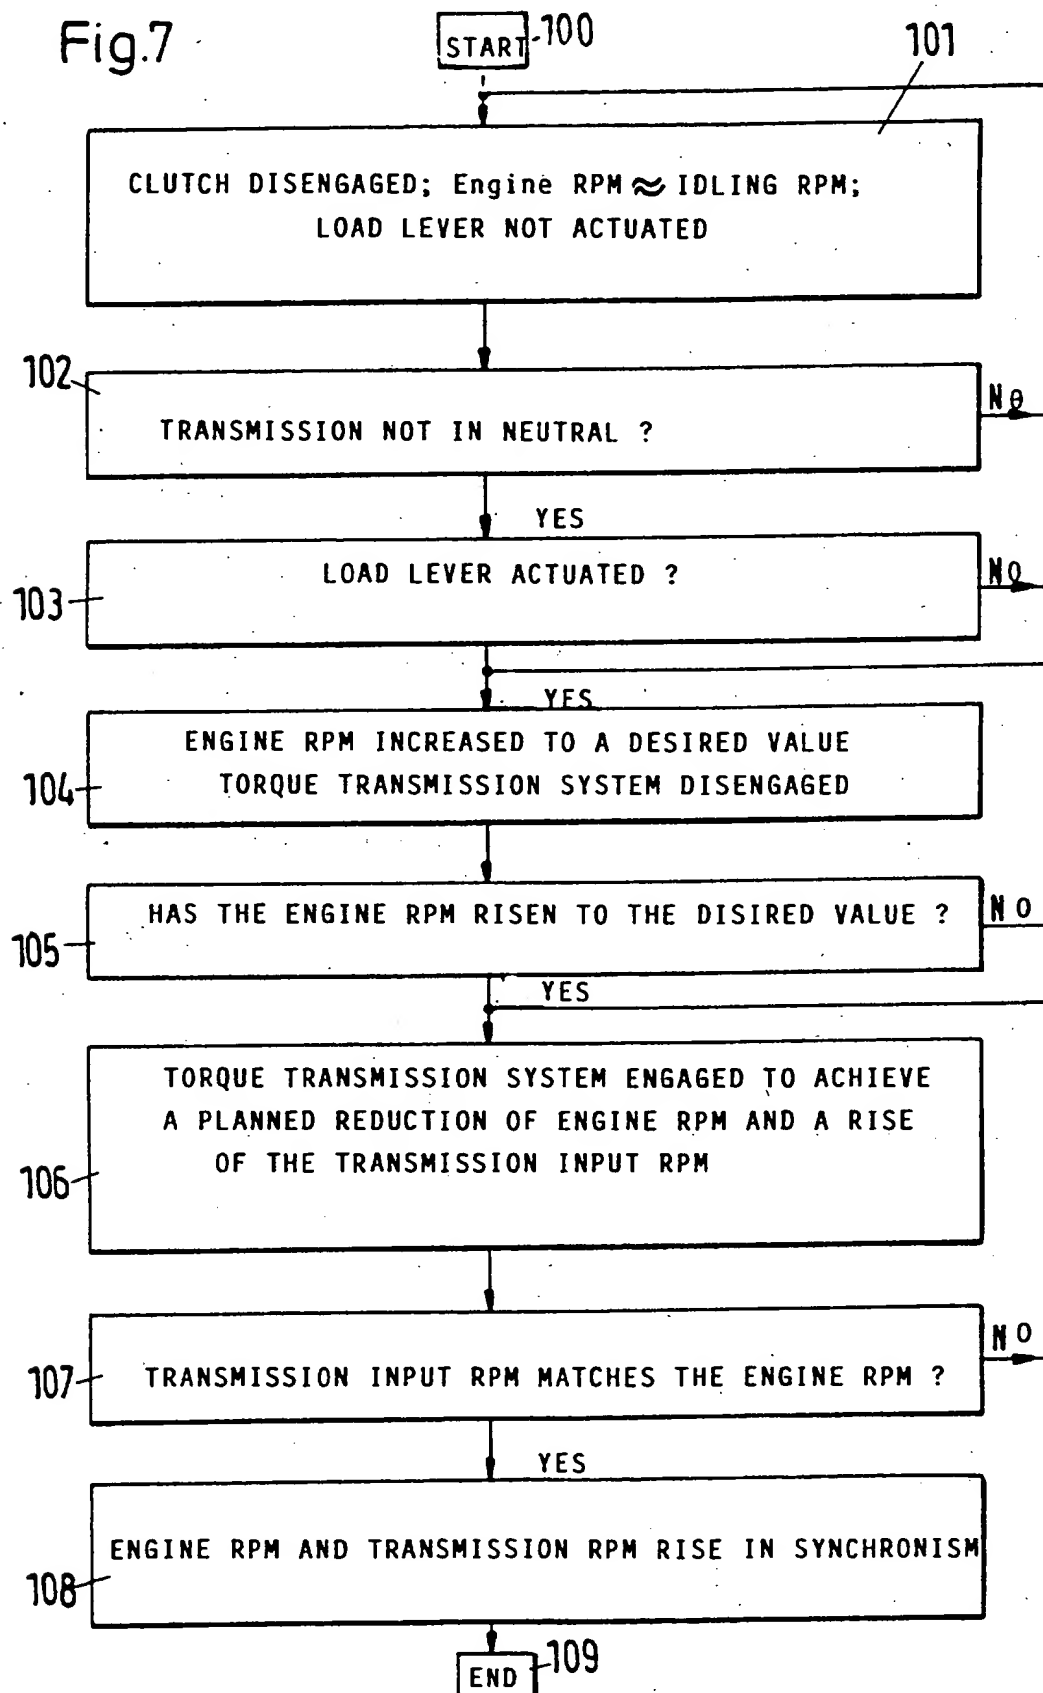 Fig.7
START
100
101
CLUTCH DISENGAGED; Engine RPM ≈ IDLING RPM;
LOAD LEVER NOT ACTUATED
102
TRANSMISSION NOT IN NEUTRAL ?
NO
YES
LOAD LEVER ACTUATED ?
NO
103
YES
ENGINE RPM INCREASED TO A DESIRED VALUE
TORQUE TRANSMISSION SYSTEM DISENGAGED
104
HAS THE ENGINE RPM RISEN TO THE DISIRED VALUE ?
NO
105
YES
TORQUE TRANSMISSION SYSTEM ENGAGED TO ACHIEVE
A PLANNED REDUCTION OF ENGINE RPM AND A RISE
OF THE TRANSMISSION INPUT RPM
106
TRANSMISSION INPUT RPM MATCHES THE ENGINE RPM ?
NO
107
YES
ENGINE RPM AND TRANSMISSION RPM RISE IN SYNCHRONISM
108
END
109